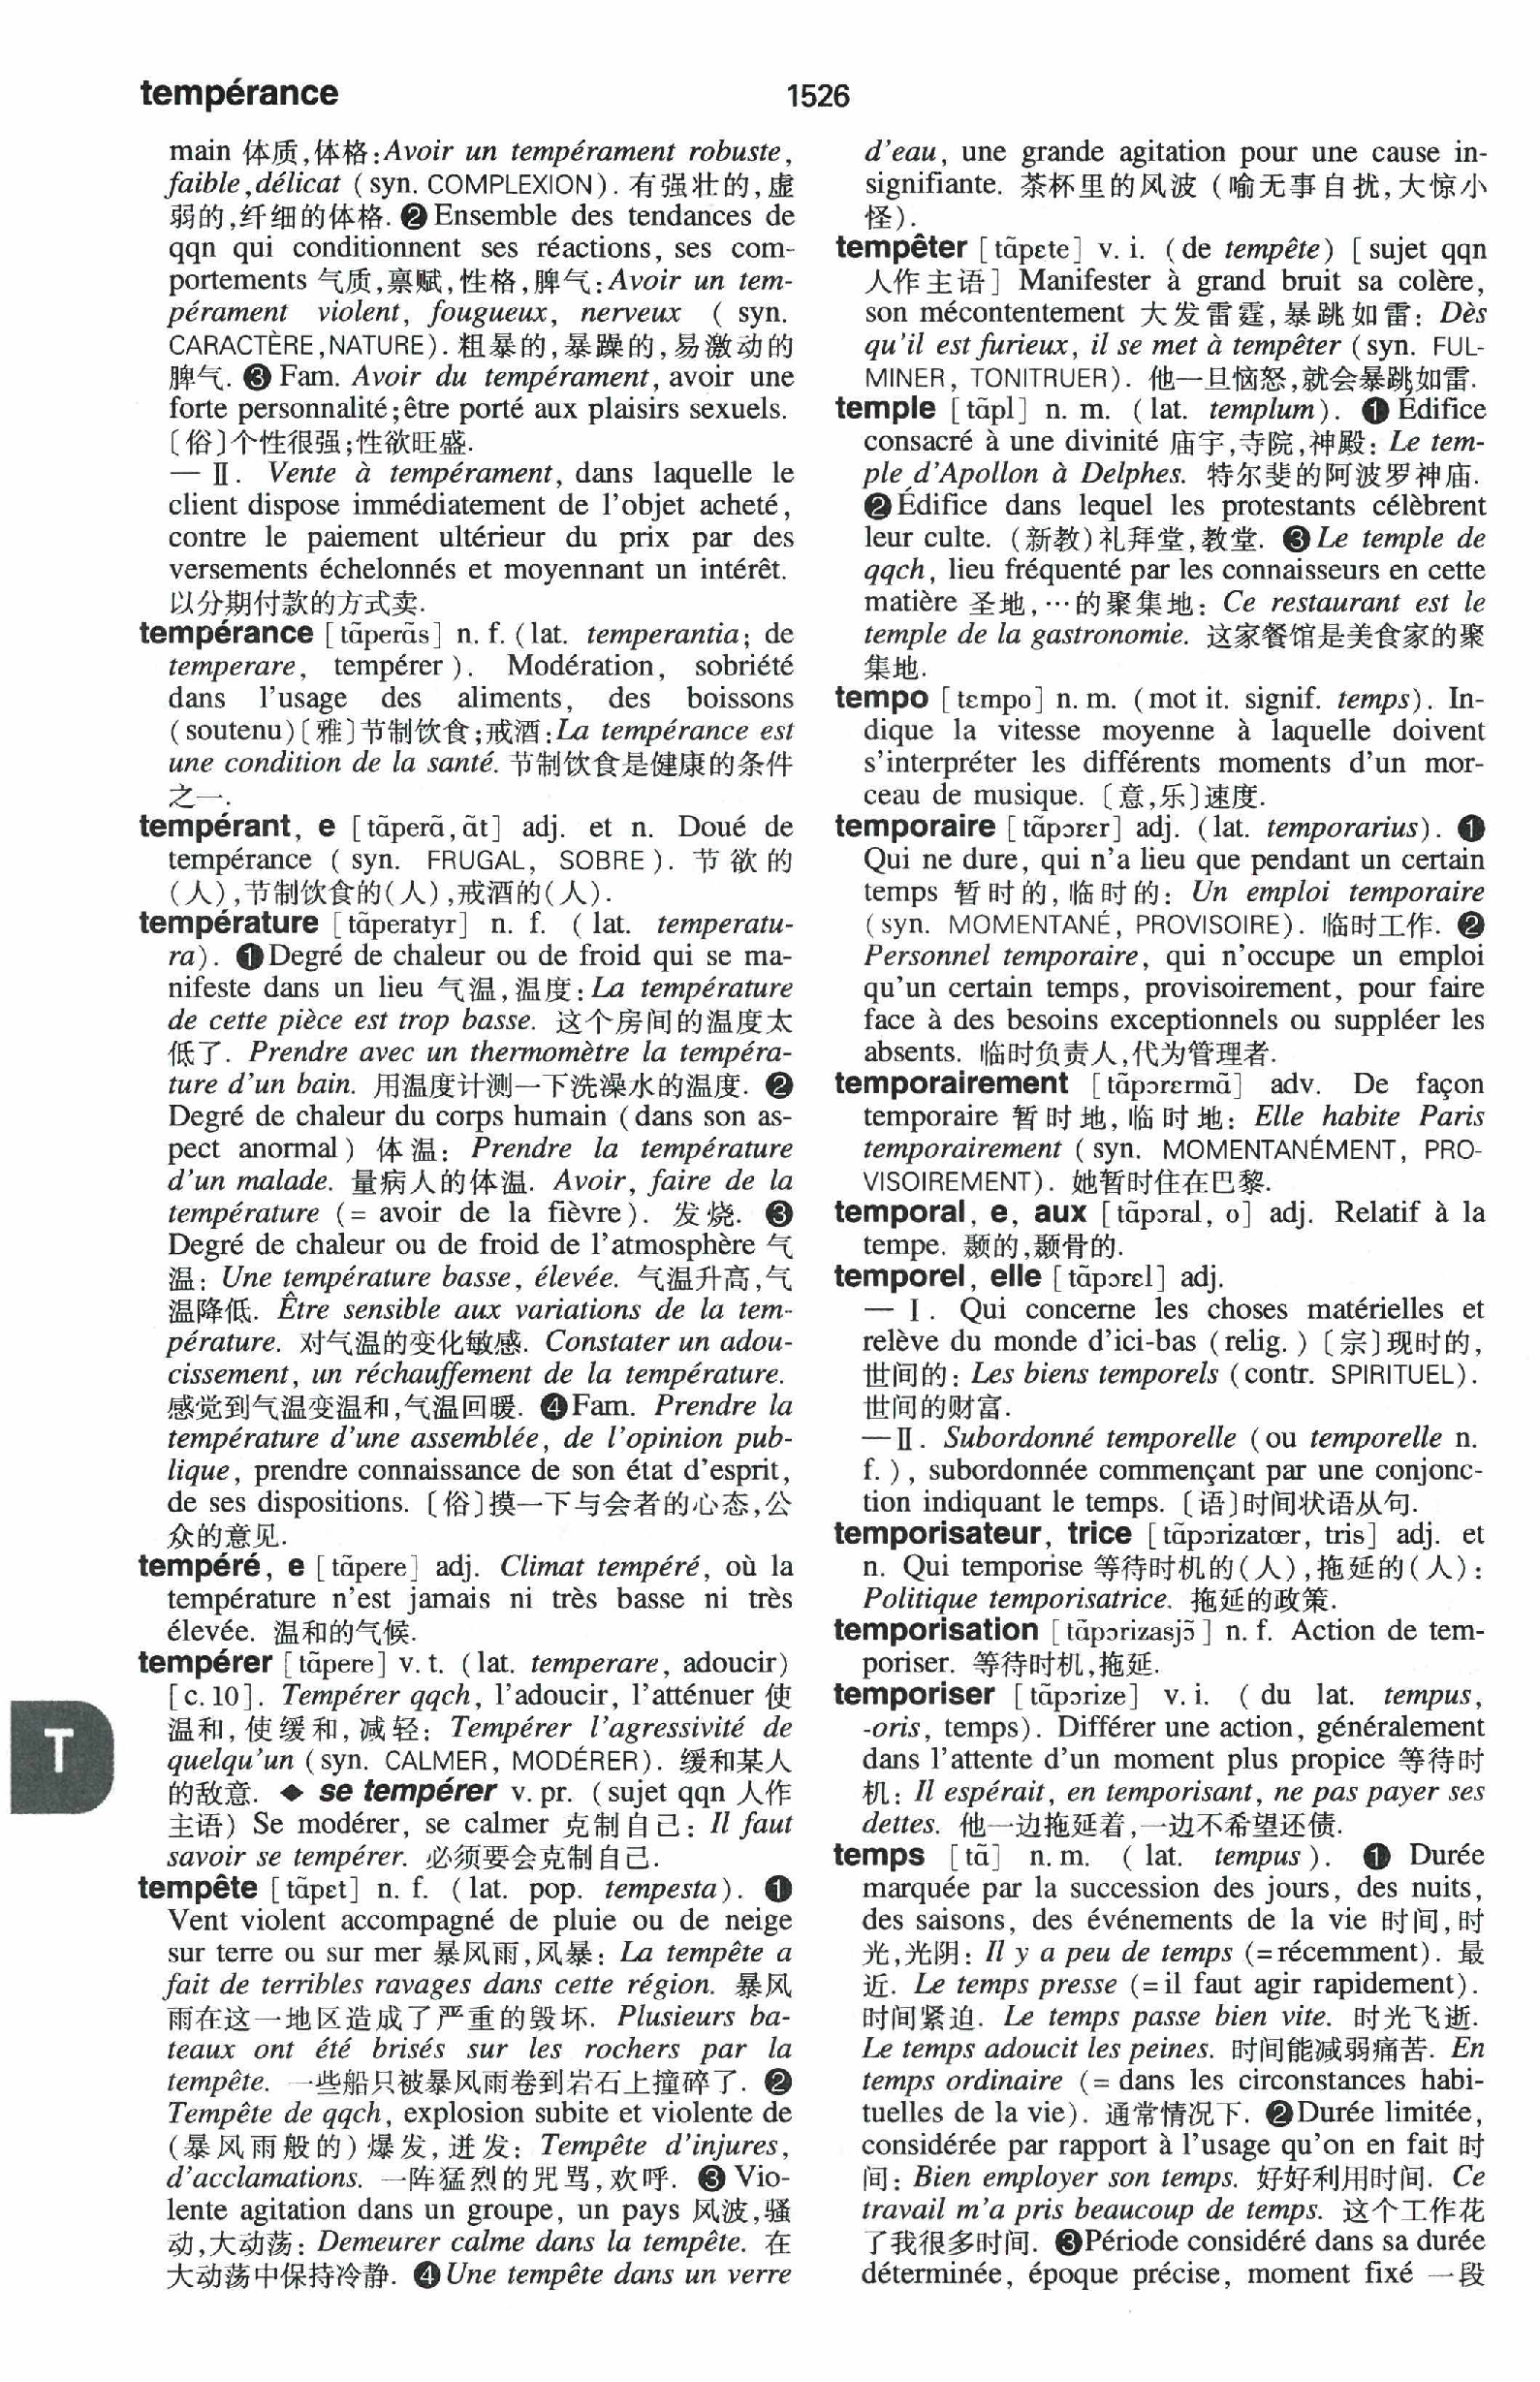 tempérance
1526
main 体质,体格:Avoir un tempérament robuste,
faible,délicat (syn. COMPLEXION). 有强壮的,虚
弱的,纤细的体格. ❷Ensemble des tendances de
qqn qui conditionnent ses réactions, ses com-
portements 气质,禀赋,性格,脾气:Avoir un tem-
pérament violent, fougueux, nerveux ( syn.
CARACTÈRE,NATURE). 粗暴的,暴躁的,易激动的
脾气. ❸ Fam. Avoir du tempérament, avoir une
forte personnalité;être porté aux plaisirs sexuels.
〔俗〕个性很强;性欲旺盛.
— Ⅱ. Vente à tempérament, dans laquelle le
client dispose immédiatement de l'objet acheté,
contre le paiement ultérieur du prix par des
versements échelonnés et moyennant un intérêt.
以分期付款的方式卖.
tempérance [tɑ̃perɑ̃s] n. f. (lat. temperantia; de
temperare, tempérer). Modération, sobriété
dans l'usage des aliments, des boissons
(soutenu)〔雅〕节制饮食;戒酒:La tempérance est
une condition de la santé. 节制饮食是健康的条件
之一.
tempérant, e [tɑ̃perɑ̃,ɑ̃t] adj. et n. Doué de
tempérance ( syn. FRUGAL, SOBRE). 节欲的
(人),节制饮食的(人),戒酒的(人).
température [tɑ̃peratyr] n. f. ( lat. temperatu-
ra). ❶Degré de chaleur ou de froid qui se ma-
nifeste dans un lieu 气温,温度:La température
de cette pièce est trop basse. 这个房间的温度太
低了. Prendre avec un thermomètre la tempéra-
ture d'un bain. 用温度计测一下洗澡水的温度. ❷
Degré de chaleur du corps humain (dans son as-
pect anormal) 体温: Prendre la température
d'un malade. 量病人的体温. Avoir, faire de la
température (= avoir de la fièvre). 发烧. ❸
Degré de chaleur ou de froid de l'atmosphère 气
温: Une température basse, élevée. 气温升高,气
温降低. Être sensible aux variations de la tem-
pérature. 对气温的变化敏感. Constater un adou-
cissement, un réchauffement de la température.
感觉到气温变温和,气温回暖. ❹Fam. Prendre la
température d'une assemblée, de l'opinion pub-
lique, prendre connaissance de son état d'esprit,
de ses dispositions. 〔俗〕摸一下与会者的心态,公
众的意见.
tempéré, e [tɑ̃pere] adj. Climat tempéré, où la
température n'est jamais ni très basse ni très
élevée. 温和的气候.
tempérer [tɑ̃pere] v. t. (lat. temperare, adoucir)
[c. 10]. Tempérer qqch, l'adoucir, l'atténuer 使
温和,使缓和,减轻: Tempérer l'agressivité de
quelqu'un (syn. CALMER, MODÉRER). 缓和某人
的敌意. ◆ se tempérer v. pr. (sujet qqn 人作
主语) Se modérer, se calmer 克制自己: Il faut
savoir se tempérer. 必须要会克制自己.
tempête [tɑ̃pɛt] n. f. (lat. pop. tempesta). ❶
Vent violent accompagné de pluie ou de neige
sur terre ou sur mer 暴风雨,风暴: La tempête a
fait de terribles ravages dans cette région. 暴风
雨在这一地区造成了严重的毁坏. Plusieurs ba-
teaux ont été brisés sur les rochers par la
tempête. 一些船只被暴风雨卷到岩石上撞碎了. ❷
Tempête de qqch, explosion subite et violente de
(暴风雨般的)爆发,迸发: Tempête d'injures,
d'acclamations. 一阵猛烈的咒骂,欢呼. ❸ Vio-
lente agitation dans un groupe, un pays 风波,骚
动,大动荡: Demeurer calme dans la tempête. 在
大动荡中保持冷静. ❹Une tempête dans un verre
T
d'eau, une grande agitation pour une cause in-
signifiante. 茶杯里的风波 (喻无事自扰,大惊小
怪).
tempêter [tɑ̃pɛte] v. i. (de tempête) [sujet qqn
人作主语] Manifester à grand bruit sa colère,
son mécontentement 大发雷霆,暴跳如雷: Dès
qu'il est furieux, il se met à tempêter (syn. FUL-
MINER, TONITRUER). 他一旦恼怒,就会暴跳如雷.
temple [tɑ̃pl] n. m. (lat. templum). ❶ Édifice
consacré à une divinité 庙宇,寺院,神殿: Le tem-
ple d'Apollon à Delphes. 特尔斐的阿波罗神庙.
❷Édifice dans lequel les protestants célèbrent
leur culte. (新教)礼拜堂,教堂. ❸Le temple de
qqch, lieu fréquenté par les connaisseurs en cette
matière 圣地,…的聚集地: Ce restaurant est le
temple de la gastronomie. 这家餐馆是美食家的聚
集地.
tempo [tɛmpo] n. m. (mot it. signif. temps). In-
dique la vitesse moyenne à laquelle doivent
s'interpréter les différents moments d'un mor-
ceau de musique. 〔意,乐〕速度.
temporaire [tɑ̃pɔrɛr] adj. (lat. temporarius). ❶
Qui ne dure, qui n'a lieu que pendant un certain
temps 暂时的,临时的: Un emploi temporaire
(syn. MOMENTANÉ, PROVISOIRE). 临时工作. ❷
Personnel temporaire, qui n'occupe un emploi
qu'un certain temps, provisoirement, pour faire
face à des besoins exceptionnels ou suppléer les
absents. 临时负责人,代为管理者.
temporairement [tɑ̃pɔrɛrmɑ̃] adv. De façon
temporaire 暂时地,临时地: Elle habite Paris
temporairement (syn. MOMENTANÉMENT, PRO-
VISOIREMENT). 她暂时住在巴黎.
temporal, e, aux [tɑ̃pɔral, o] adj. Relatif à la
tempe. 颞的,颞骨的.
temporel, elle [tɑ̃pɔrɛl] adj.
— Ⅰ. Qui concerne les choses matérielles et
relève du monde d'ici-bas (relig.) 〔宗〕现时的,
世间的: Les biens temporels (contr. SPIRITUEL).
世间的财富.
—Ⅱ. Subordonné temporelle (ou temporelle n.
f.), subordonnée commençant par une conjonc-
tion indiquant le temps. 〔语〕时间状语从句.
temporisateur, trice [tɑ̃pɔrizatœr, tris] adj. et
n. Qui temporise 等待时机的(人),拖延的(人):
Politique temporisatrice. 拖延的政策.
temporisation [tɑ̃pɔrizasjɔ̃] n. f. Action de tem-
poriser. 等待时机,拖延.
temporiser [tɑ̃pɔrize] v. i. ( du lat. tempus,
-oris, temps). Différer une action, généralement
dans l'attente d'un moment plus propice 等待时
机: Il espérait, en temporisant, ne pas payer ses
dettes. 他一边拖延着,一边不希望还债.
temps [tɑ̃] n. m. ( lat. tempus). ❶ Durée
marquée par la succession des jours, des nuits,
des saisons, des événements de la vie 时间,时
光,光阴: Il y a peu de temps (=récemment). 最
近. Le temps presse (=il faut agir rapidement).
时间紧迫. Le temps passe bien vite. 时光飞逝.
Le temps adoucit les peines. 时间能减弱痛苦. En
temps ordinaire (= dans les circonstances habi-
tuelles de la vie). 通常情况下. ❷Durée limitée,
considérée par rapport à l'usage qu'on en fait 时
间: Bien employer son temps. 好好利用时间. Ce
travail m'a pris beaucoup de temps. 这个工作花
了我很多时间. ❸Période considéré dans sa durée
déterminée, époque précise, moment fixé 一段